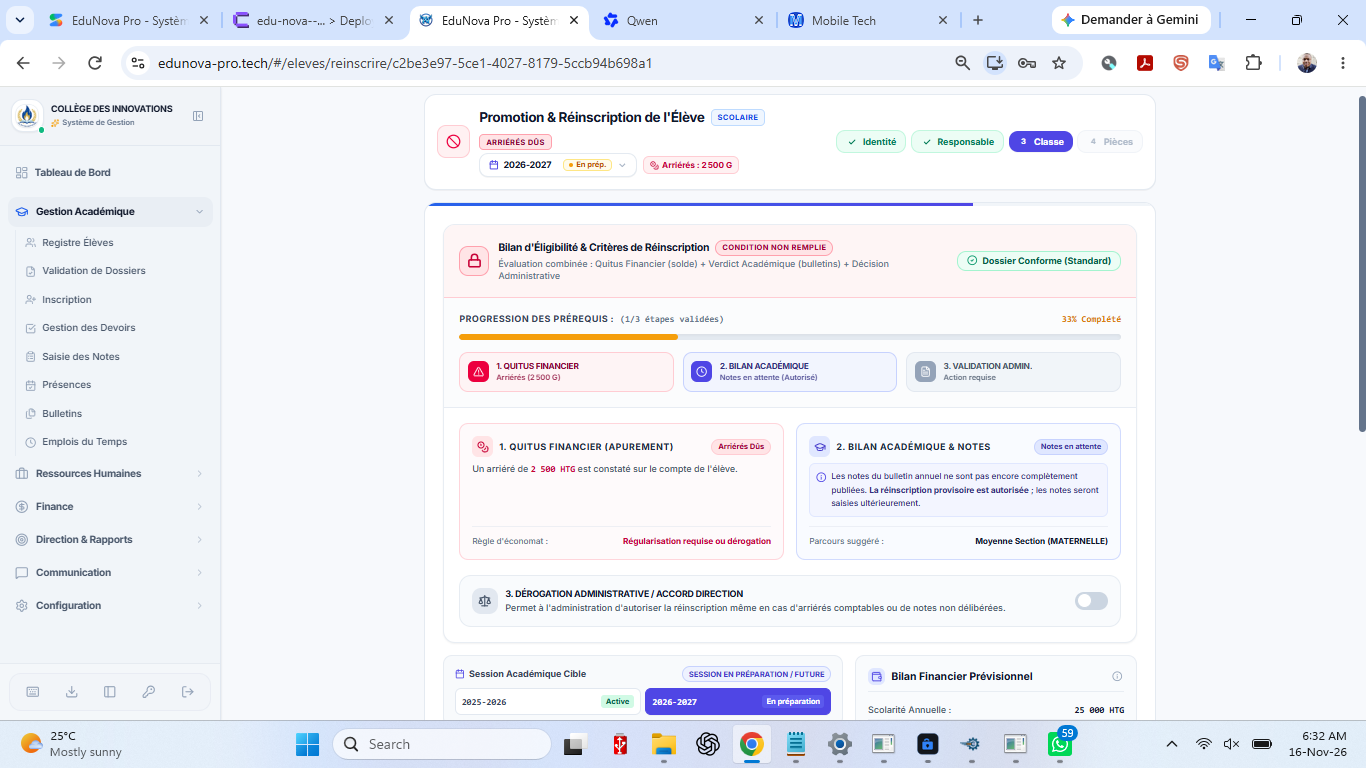 EduNova Pro - Systèm
edu-nova--... > Deplo
EduNova Pro - Systèm
Qwen
Mobile Tech
Demander à Gemini
edunova-pro.tech/#/eleves/reinscrire/c2be3e97-5ce1-4027-8179-5ccb94b698a1
COLLÈGE DES INNOVATIONS
Système de Gestion
Tableau de Bord
Gestion Académique
Registre Élèves
Validation de Dossiers
Inscription
Gestion des Devoirs
Saisie des Notes
Présences
Bulletins
Emplois du Temps
Ressources Humaines
Finance
Direction & Rapports
Communication
Configuration
Promotion & Réinscription de l'Élève SCOLAIRE
ARRIÉRÉS DÛS
2026-2027 En prép. Arriérés : 2 500 G
Identité
Responsable
3 Classe
4 Pièces
Bilan d'Éligibilité & Critères de Réinscription CONDITION NON REMPLIE
Évaluation combinée : Quitus Financier (solde) + Verdict Académique (bulletins) + Décision
Administrative
Dossier Conforme (Standard)
PROGRESSION DES PRÉREQUIS : (1/3 étapes validées) 33% Complété
1. QUITUS FINANCIER
Arriérés (2 500 G)
2. BILAN ACADÉMIQUE
Notes en attente (Autorisé)
3. VALIDATION ADMIN.
Action requise
1. QUITUS FINANCIER (APUREMENT) Arriérés Dûs
Un arriéré de 2 500 HTG est constaté sur le compte de l'élève.
Règle d'économat : Régularisation requise ou dérogation
2. BILAN ACADÉMIQUE & NOTES Notes en attente
Les notes du bulletin annuel ne sont pas encore complètement
publiées. La réinscription provisoire est autorisée ; les notes seront
saisies ultérieurement.
Parcours suggéré : Moyenne Section (MATERNELLE)
3. DÉROGATION ADMINISTRATIVE / ACCORD DIRECTION
Permet à l'administration d'autoriser la réinscription même en cas d'arriérés comptables ou de notes non délibérées.
Session Académique Cible SESSION EN PRÉPARATION / FUTURE
2025-2026 Active
2026-2027 En préparation
Bilan Financier Prévisionnel
Scolarité Annuelle : 25 000 HTG
25°C
Mostly sunny
Search
59
6:32 AM
16-Nov-26